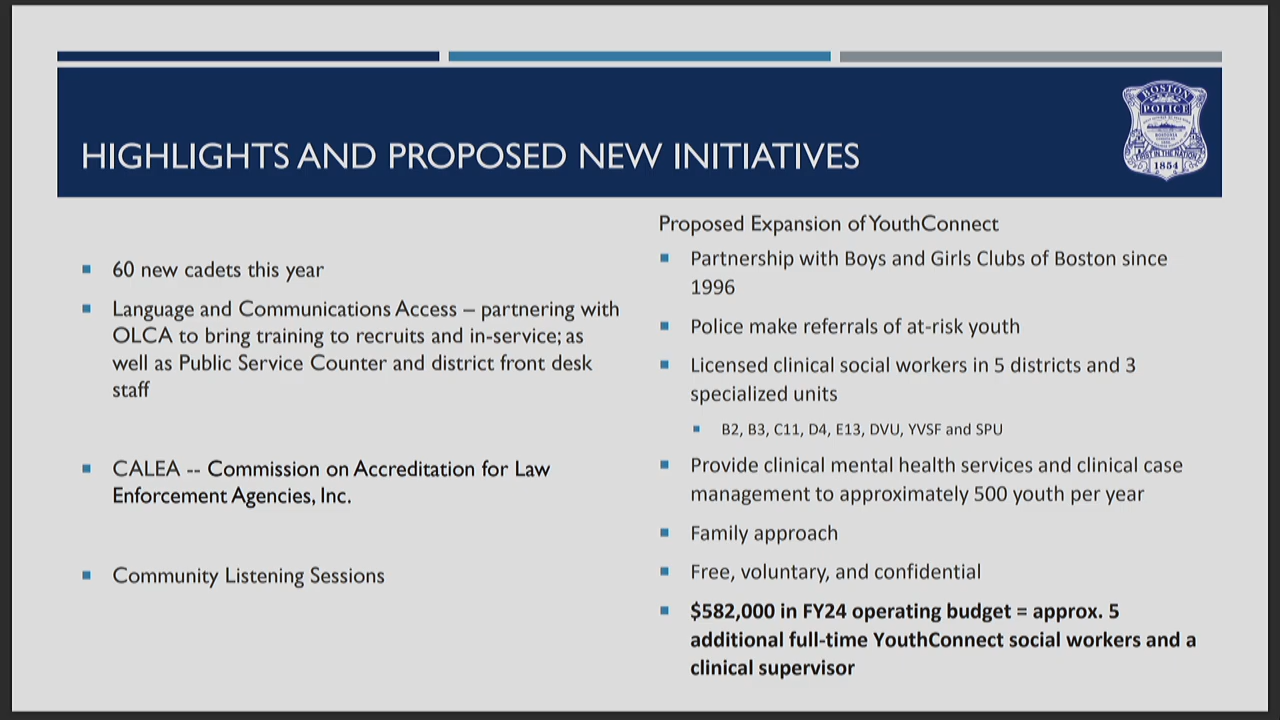 HIGHLIGHTS AND PROPOSED NEW INITIATIVES
BOSTON
POLICE
FIRST IN THE NATION
1854
60 new cadets this year
Language and Communications Access – partnering with
OLCA to bring training to recruits and in-service; as
well as Public Service Counter and district front desk
staff
CALEA -- Commission on Accreditation for Law
Enforcement Agencies, Inc.
Community Listening Sessions
Proposed Expansion of YouthConnect
Partnership with Boys and Girls Clubs of Boston since
1996
Police make referrals of at-risk youth
Licensed clinical social workers in 5 districts and 3
specialized units
B2, B3, C11, D4, E13, DVU, YVSF and SPU
Provide clinical mental health services and clinical case
management to approximately 500 youth per year
Family approach
Free, voluntary, and confidential
$582,000 in FY24 operating budget = approx. 5
additional full-time YouthConnect social workers and a
clinical supervisor